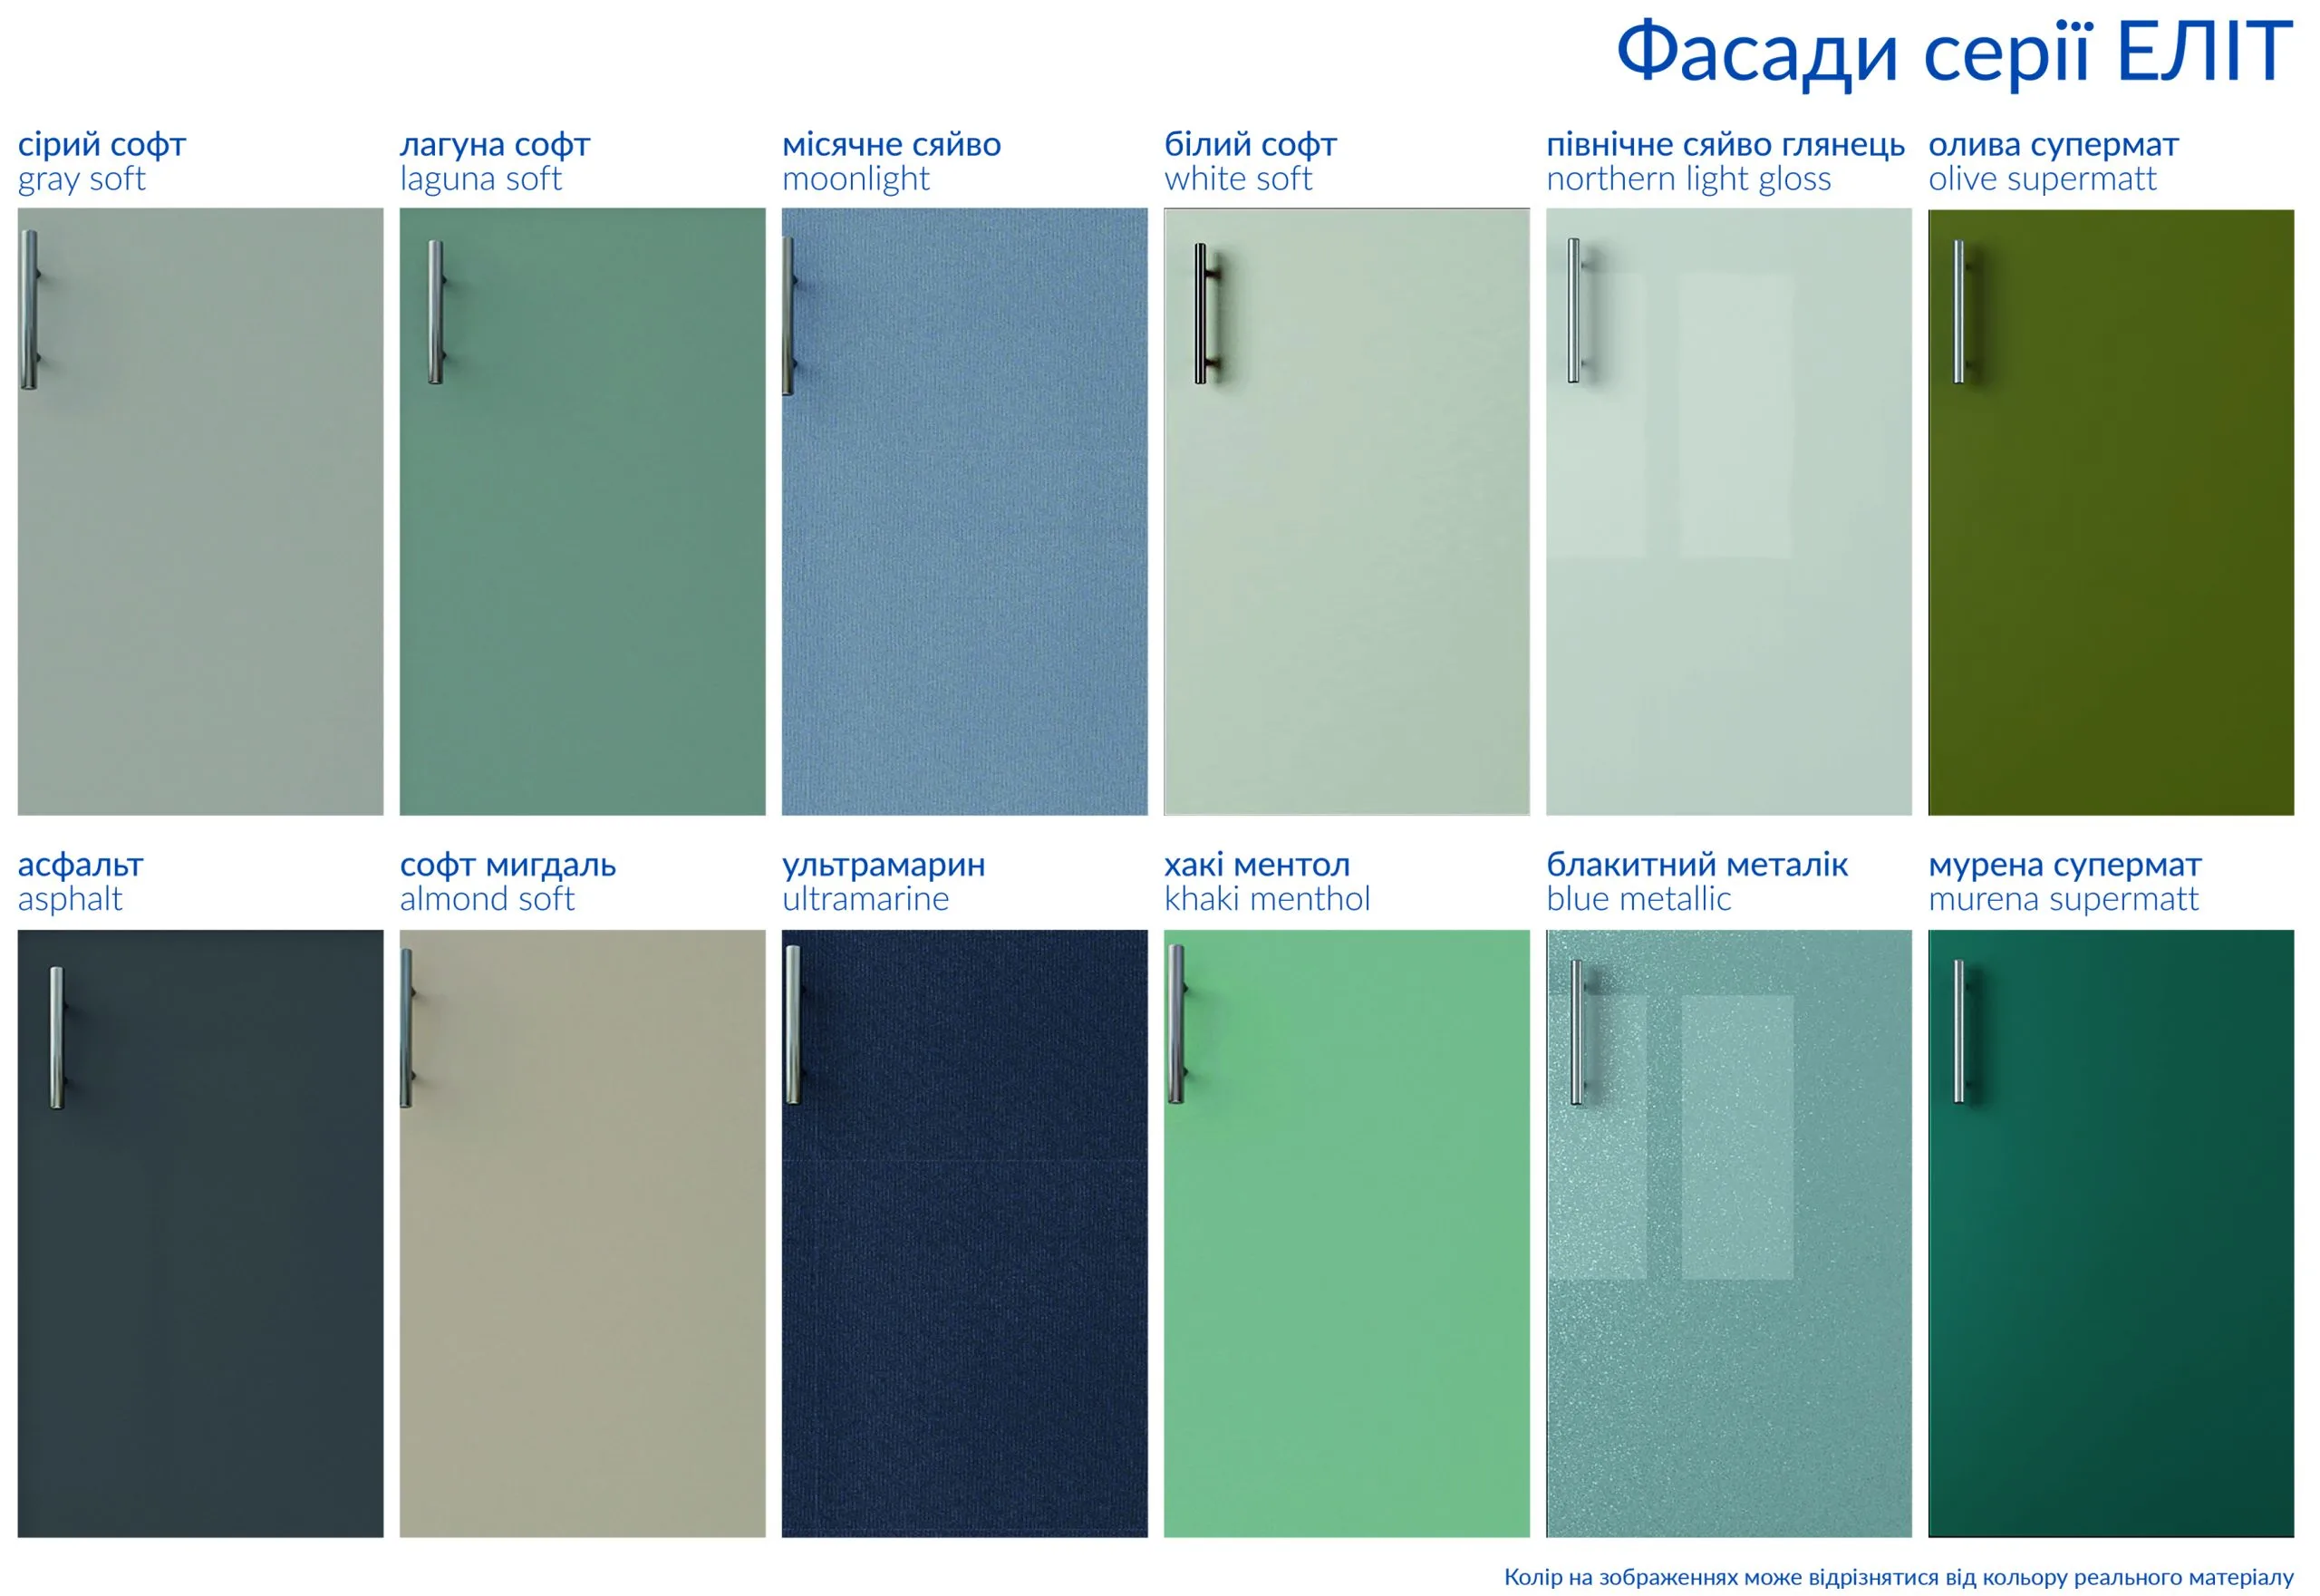 Фасади серії ЕЛІТ
сірий софт
gray soft
лагуна софт
laguna soft
місячне сяйво
moonlight
білий софт
white soft
північне сяйво глянець
northern light gloss
олива супермат
olive supermatt
асфальт
asphalt
софт мигдаль
almond soft
ультрамарин
ultramarine
хакі ментол
khaki menthol
блакитний металік
blue metallic
мурена супермат
murena supermatt
Колір на зображеннях може відрізнятися від кольору реального матеріалу